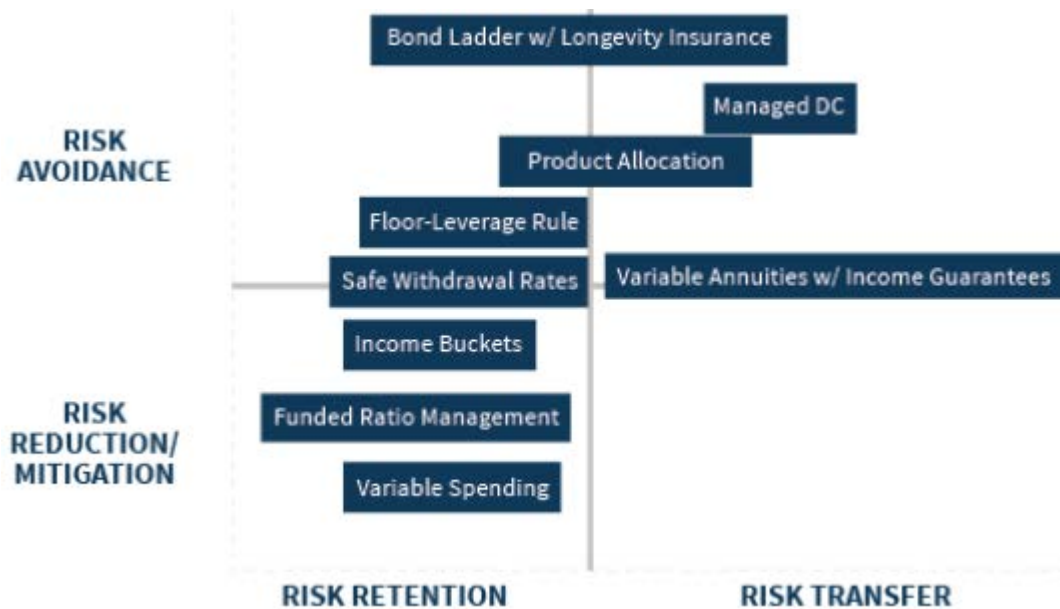 Bond Ladder w/ Longevity Insurance
Managed DC
RISK
AVOIDANCE
Product Allocation
Floor-Leverage Rule
Safe Withdrawal Rates
Variable Annuities w/ Income Guarantees
Income Buckets
RISK
REDUCTION/
MITIGATION
Funded Ratio Management
Variable Spending
RISK RETENTION
RISK TRANSFER